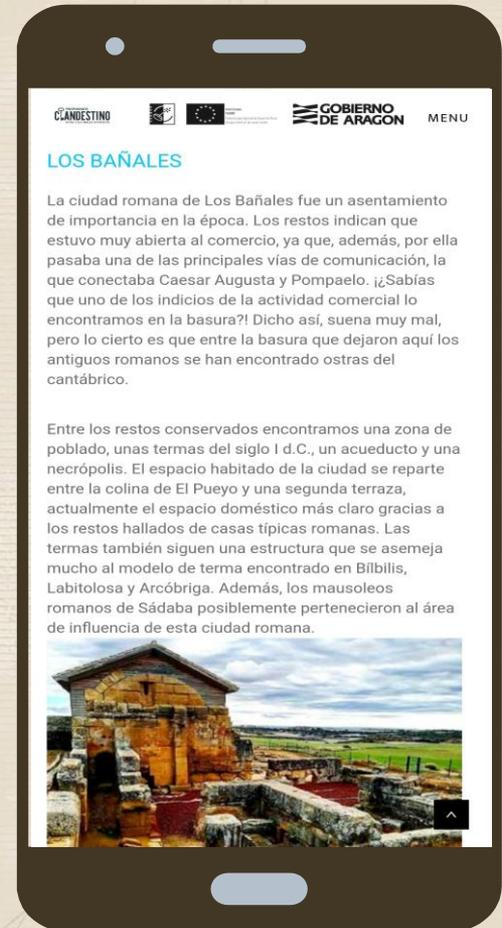 CLANDESTINO
GOBIERNO
DE ARAGON
MENU
LOS BAÑALES
La ciudad romana de Los Bañales fue un asentamiento
de importancia en la época. Los restos indican que
estuvo muy abierta al comercio, ya que, además, por ella
pasaba una de las principales vías de comunicación, la
que conectaba Caesar Augusta y Pompaelo. ¡¿Sabías
que uno de los indicios de la actividad comercial lo
encontramos en la basura?! Dicho así, suena muy mal,
pero lo cierto es que entre la basura que dejaron aquí los
antiguos romanos se han encontrado ostras del
cantábrico.
Entre los restos conservados encontramos una zona de
poblado, unas termas del siglo I d.C., un acueducto y una
necrópolis. El espacio habitado de la ciudad se reparte
entre la colina de El Pueyo y una segunda terraza,
actualmente el espacio doméstico más claro gracias a
los restos hallados de casas típicas romanas. Las
termas también siguen una estructura que se asemeja
mucho al modelo de terma encontrado en Bílbilis,
Labitolosa y Arcóbriga. Además, los mausoleos
romanos de Sádaba posiblemente pertenecieron al área
de influencia de esta ciudad romana.